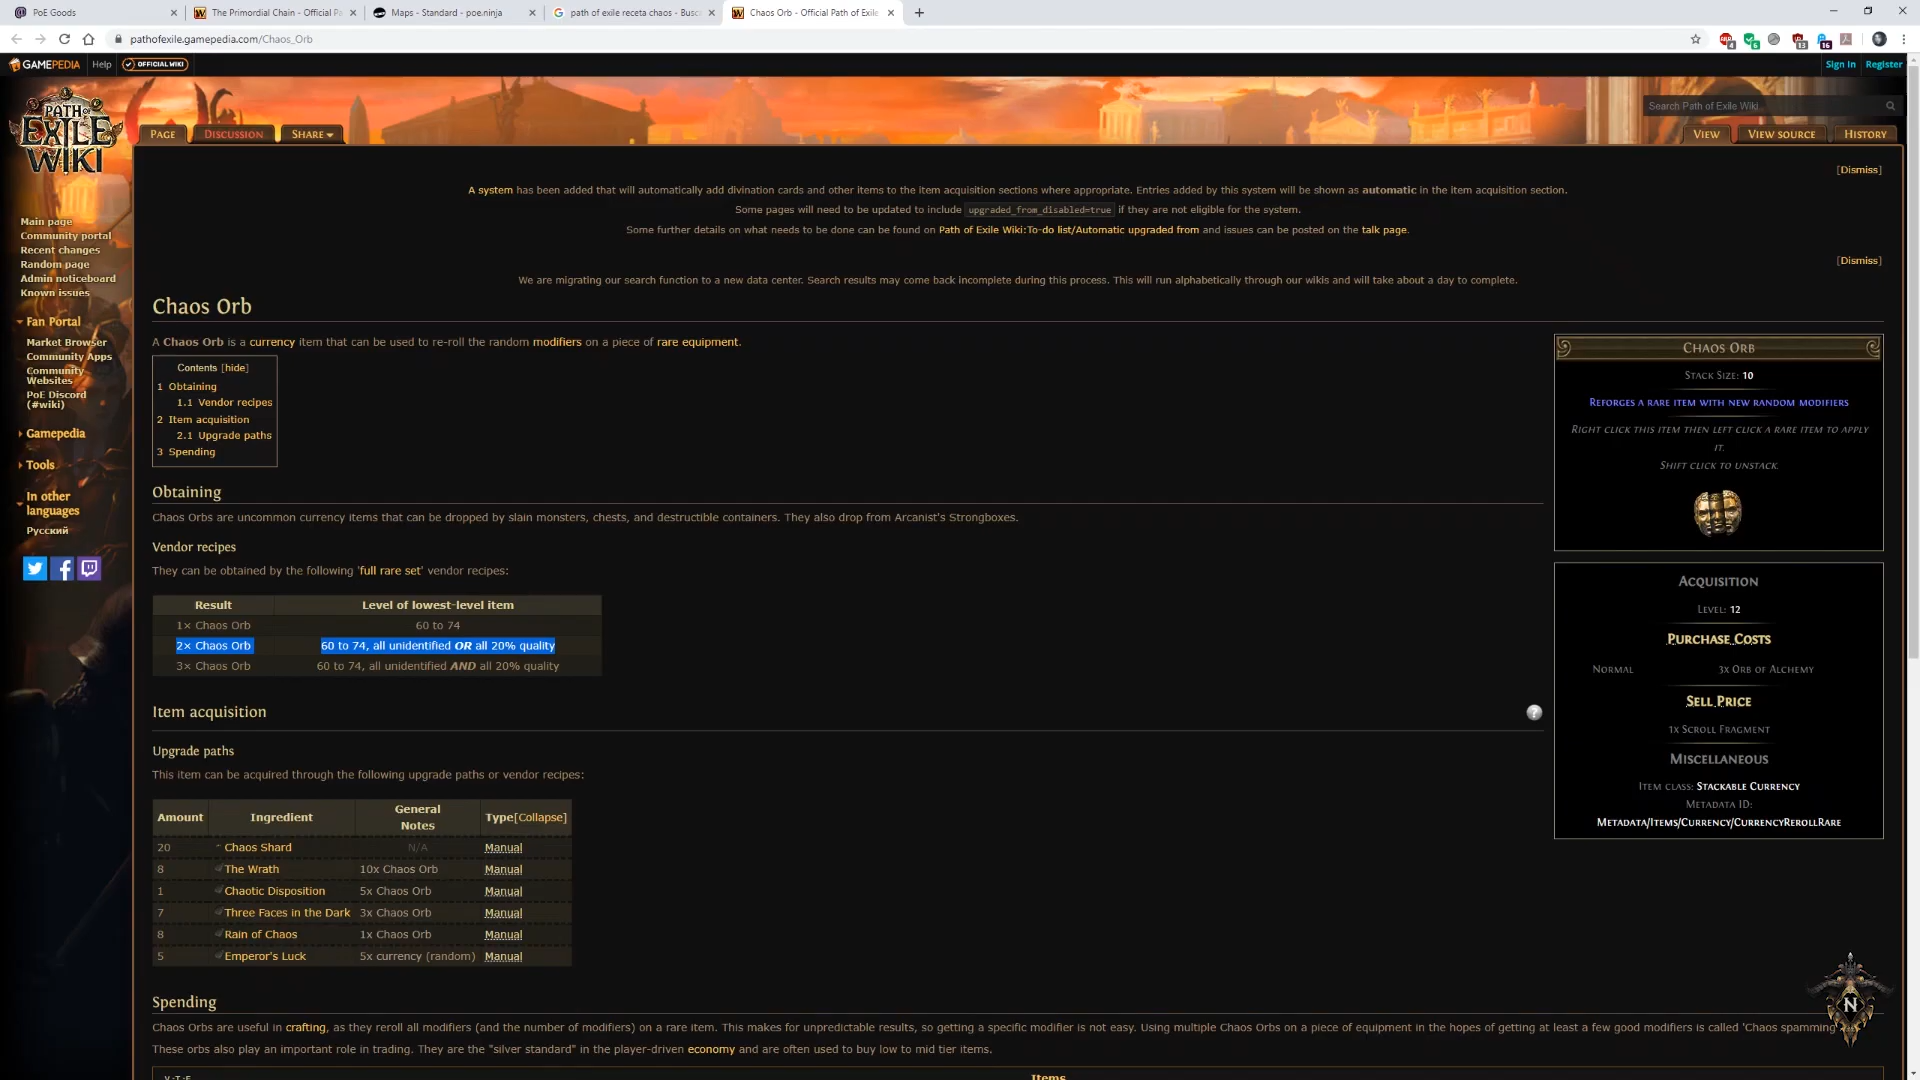 PoE Goods
The Primordial Chain - Official Pa
Maps - Standard - poe.ninja
path of exile receta chaos - Busc
Chaos Orb - Official Path of Exile
pathofexile.gamepedia.com/Chaos_Orb
GAMEPEDIA Help OFFICIAL WIKI
Sign In Register
PATH OF EXILE WIKI
Search Path of Exile Wiki
PAGE DISCUSSION SHARE
VIEW VIEW SOURCE HISTORY
[Dismiss]
A system has been added that will automatically add divination cards and other items to the item acquisition sections where appropriate. Entries added by this system will be shown as automatic in the item acquisition section.
Some pages will need to be updated to include upgraded_from_disabled=true if they are not eligible for the system.
Some further details on what needs to be done can be found on Path of Exile Wiki:To-do list/Automatic upgraded from and issues can be posted on the talk page.
[Dismiss]
We are migrating our search function to a new data center. Search results may come back incomplete during this process. This will run alphabetically through our wikis and will take about a day to complete.
Main page
Community portal
Recent changes
Random page
Admin noticeboard
Known issues
Fan Portal
Market Browser
Community Apps
Community
Websites
PoE Discord
(#wiki)
Gamepedia
Tools
In other
languages
Русский
Chaos Orb
A Chaos Orb is a currency item that can be used to re-roll the random modifiers on a piece of rare equipment.
Contents [hide]
1 Obtaining
1.1 Vendor recipes
2 Item acquisition
2.1 Upgrade paths
3 Spending
Obtaining
Chaos Orbs are uncommon currency items that can be dropped by slain monsters, chests, and destructible containers. They also drop from Arcanist's Strongboxes.
Vendor recipes
They can be obtained by the following 'full rare set' vendor recipes:
Result Level of lowest-level item
1× Chaos Orb 60 to 74
2× Chaos Orb 60 to 74, all unidentified OR all 20% quality
3× Chaos Orb 60 to 74, all unidentified AND all 20% quality
Item acquisition
?
Upgrade paths
This item can be acquired through the following upgrade paths or vendor recipes:
Amount Ingredient General Notes Type[Collapse]
20 Chaos Shard N/A Manual
8 The Wrath 10x Chaos Orb Manual
1 Chaotic Disposition 5x Chaos Orb Manual
7 Three Faces in the Dark 3x Chaos Orb Manual
8 Rain of Chaos 1x Chaos Orb Manual
5 Emperor's Luck 5x currency (random) Manual
Spending
Chaos Orbs are useful in crafting, as they reroll all modifiers (and the number of modifiers) on a rare item. This makes for unpredictable results, so getting a specific modifier is not easy. Using multiple Chaos Orbs on a piece of equipment in the hopes of getting at least a few good modifiers is called 'Chaos spamming
These orbs also play an important role in trading. They are the "silver standard" in the player-driven economy and are often used to buy low to mid tier items.
V·T·E Items
CHAOS ORB
STACK SIZE: 10
REFORGES A RARE ITEM WITH NEW RANDOM MODIFIERS
RIGHT CLICK THIS ITEM THEN LEFT CLICK A RARE ITEM TO APPLY
IT.
SHIFT CLICK TO UNSTACK.
ACQUISITION
LEVEL: 12
PURCHASE COSTS
NORMAL 3X ORB OF ALCHEMY
SELL PRICE
1X SCROLL FRAGMENT
MISCELLANEOUS
ITEM CLASS: STACKABLE CURRENCY
METADATA ID:
METADATA/ITEMS/CURRENCY/CURRENCYREROLLRARE
N